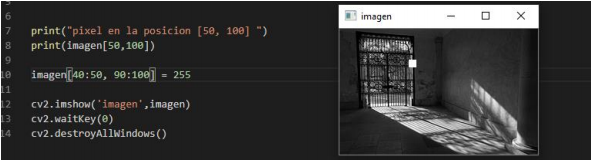 5
6
7 print("pixel en la posicion [50, 100] ")
8 print(imagen[50,100])
9
10 imagen[40:50, 90:100] = 255
11
12 cv2.imshow('imagen',imagen)
13 cv2.waitKey(0)
14 cv2.destroyAllWindows()
imagen